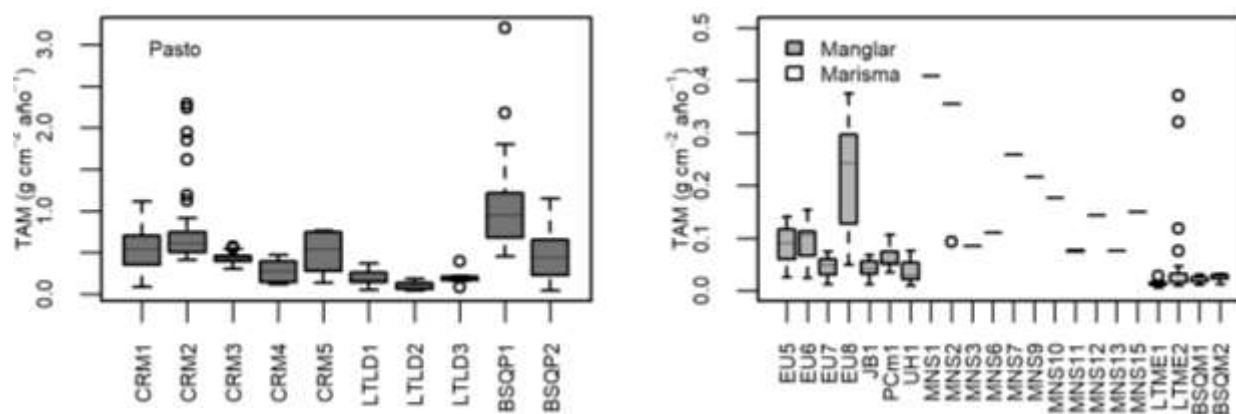 Pasto
TAM (g cm⁻² año⁻¹)
3.0
2.0
1.0
0.0
CRM1
CRM2
CRM3
CRM4
CRM5
LTLD1
LTLD2
LTLD3
BSQP1
BSQP2
Manglar
Marisma
TAM (g cm⁻² año⁻¹)
0.5
0.4
0.3
0.2
0.1
0.0
EU5
EU6
EU7
EU8
JB1
PCm1
UH1
MNS1
MNS2
MNS3
MNS6
MNS7
MNS9
MNS10
MNS11
MNS12
MNS13
MNS15
LTME1
LTME2
BSQM1
BSQM2